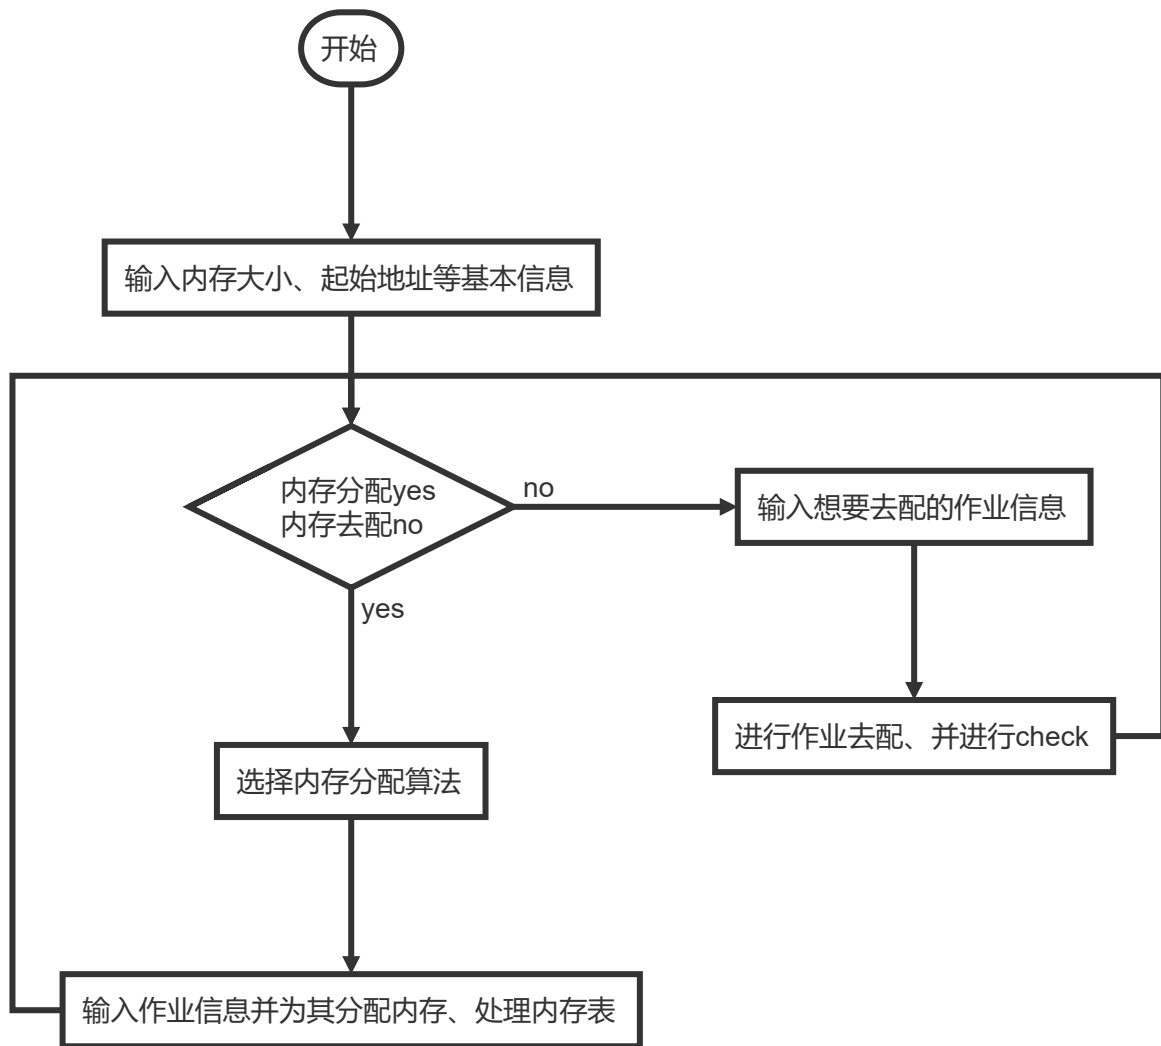 开始
输入内存大小、起始地址等基本信息
内存分配yes
内存去配no
no
输入想要去配的作业信息
yes
进行作业去配、并进行check
选择内存分配算法
输入作业信息并为其分配内存、处理内存表